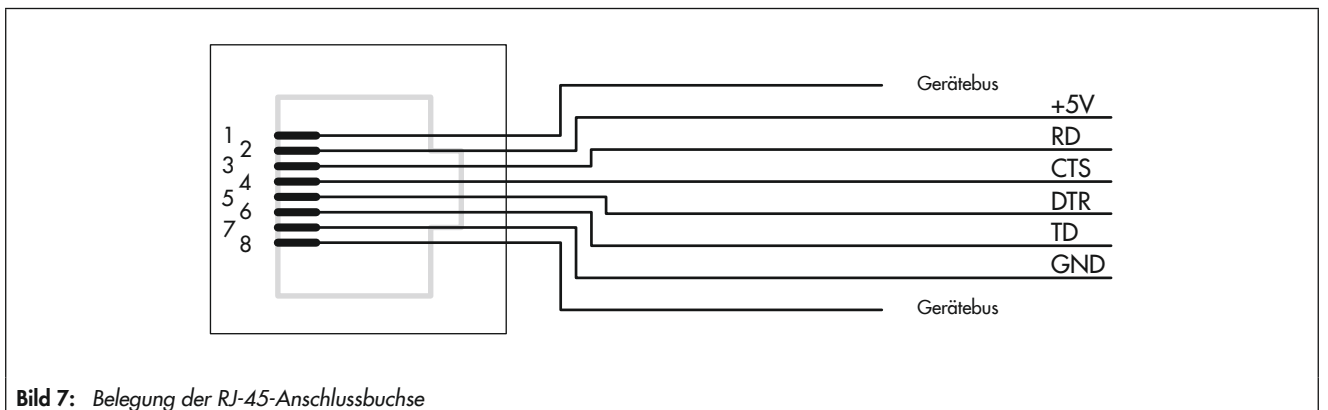 Gerätebus
+5V
1
RD
2
3
CTS
4
5
DTR
6
TD
7
8
GND
Gerätebus
Bild 7: Belegung der RJ-45-Anschlussbuchse